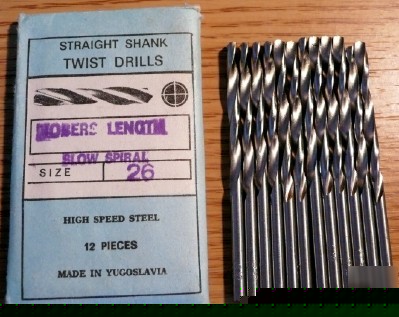 STRAIGHT SHANK
TWIST DRILLS
JOBERS LENGTH
SLOW SPIRAL
SIZE 26
HIGH SPEED STEEL
12 PIECES
MADE IN YUGOSLAVIA